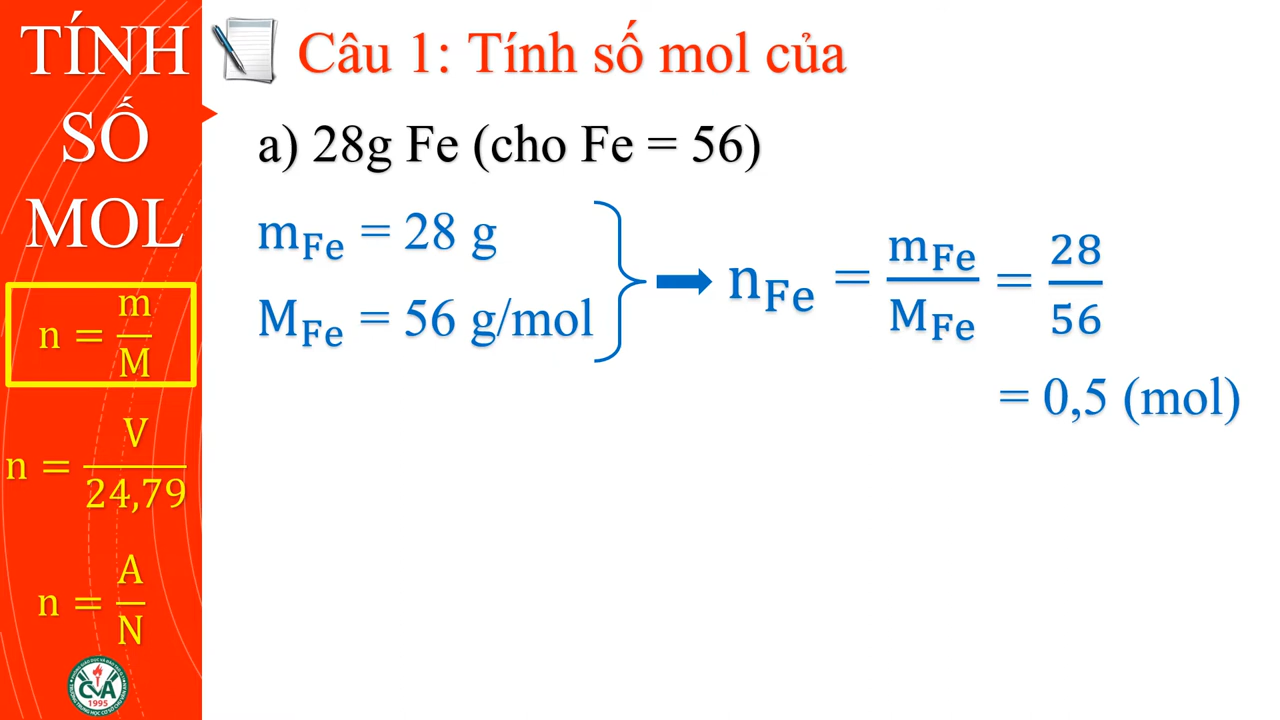 TÍNH
SỐ
MOL
n = m/M
n = V/24,79
n = A/N
CVA
1995
Câu 1: Tính số mol của
a) 28g Fe (cho Fe = 56)
m_Fe = 28 g
M_Fe = 56 g/mol
n_Fe = m_Fe/M_Fe = 28/56
= 0,5 (mol)